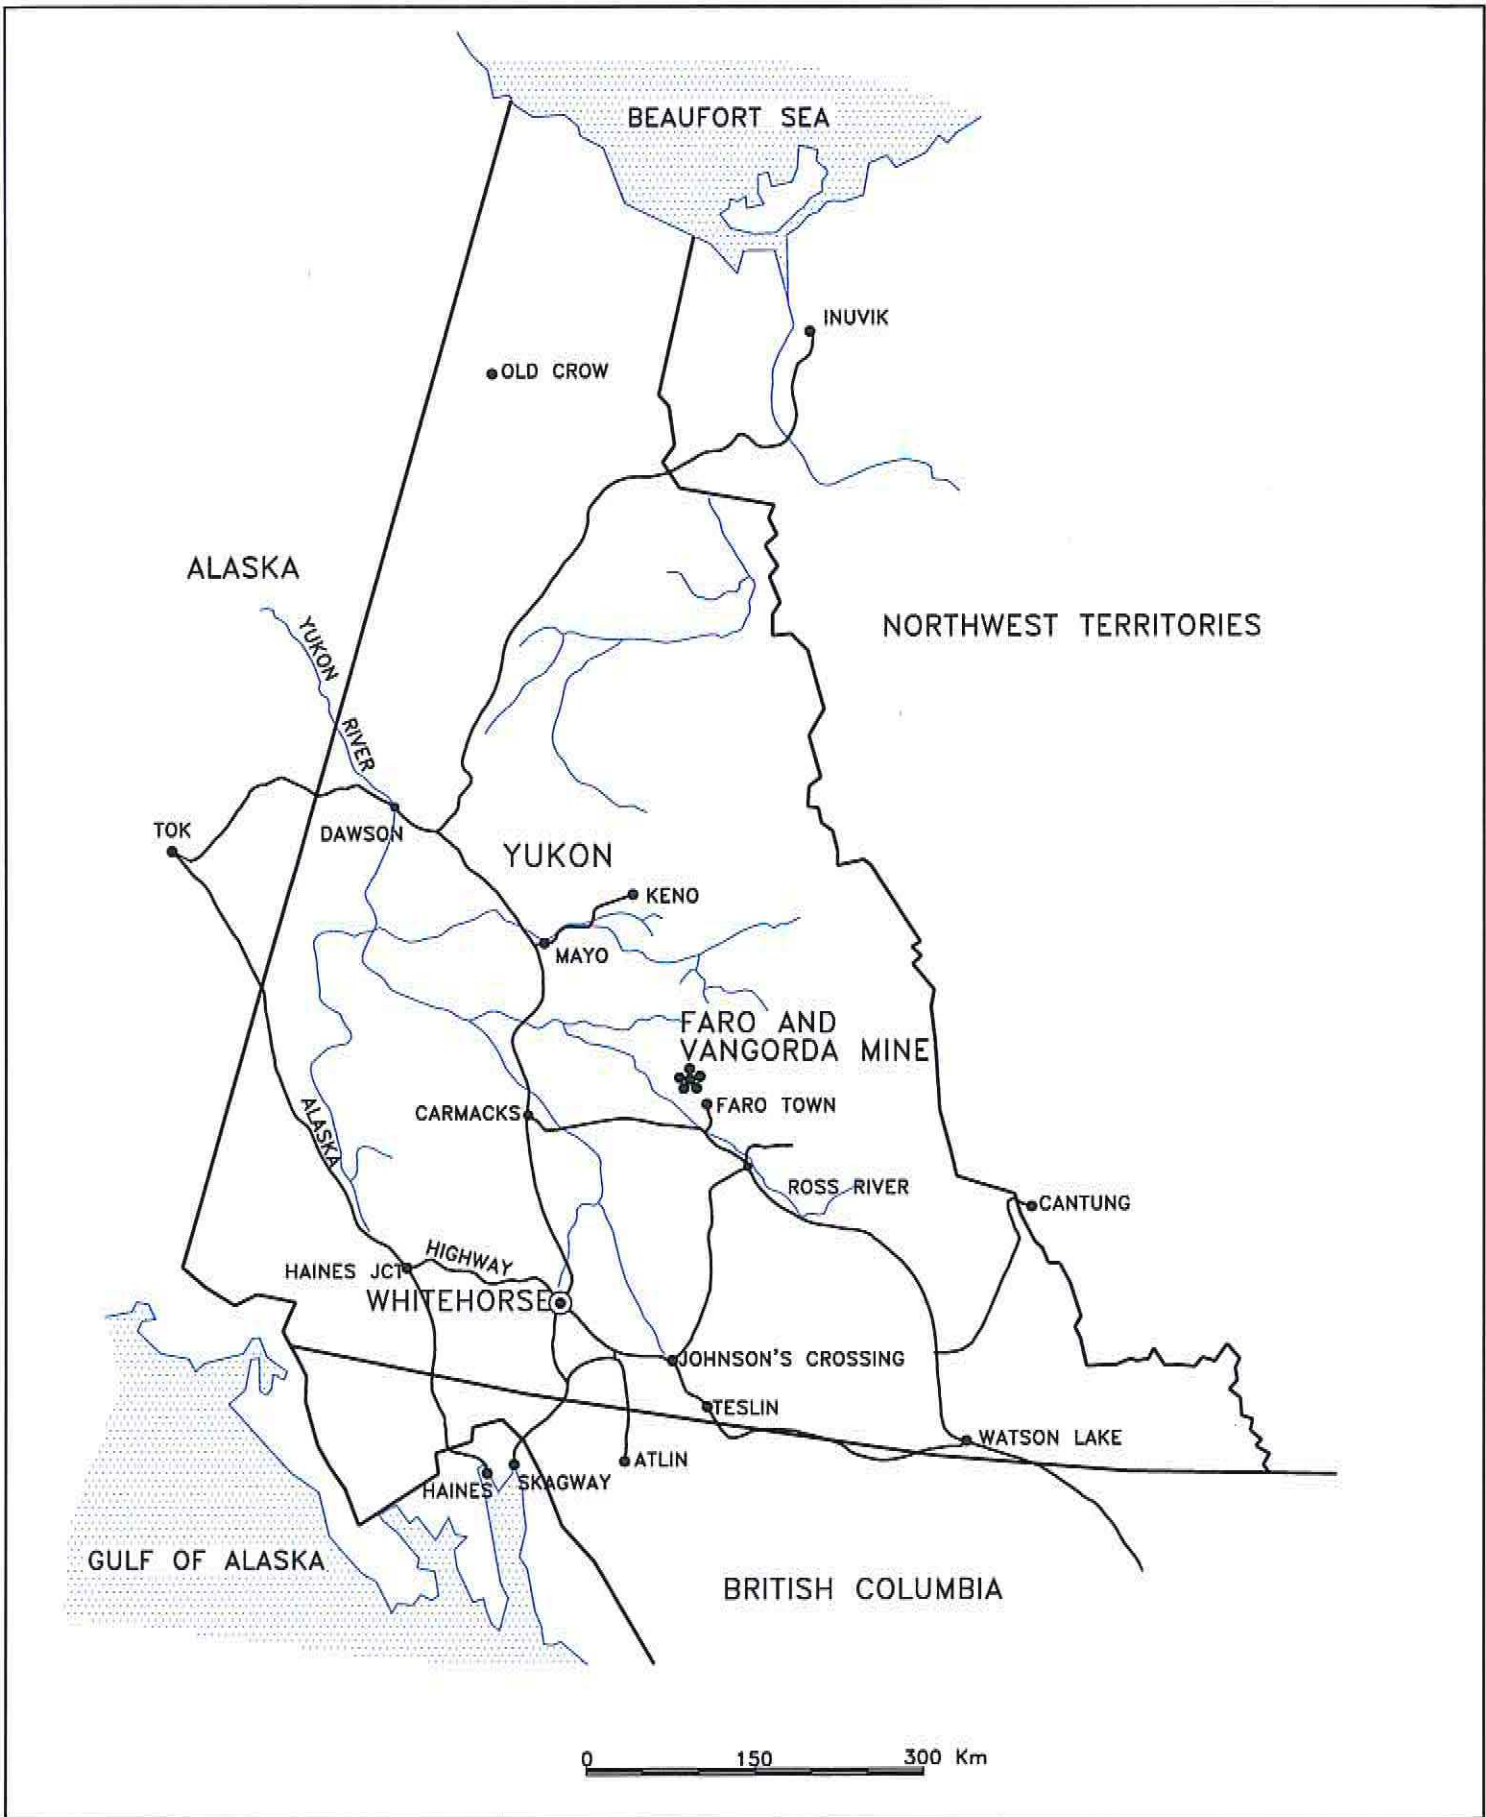 BEAUFORT SEA
INUVIK
OLD CROW
ALASKA
NORTHWEST TERRITORIES
YUKON
RIVER
TOK
DAWSON
YUKON
KENO
MAYO
FARO AND
VANGORDA MINE
FARO TOWN
CARMACKS
ALASKA
ROSS RIVER
CANTUNG
HIGHWAY
HAINES JCT
WHITEHORSE
JOHNSON'S CROSSING
TESLIN
WATSON LAKE
ATLIN
SKAGWAY
HAINES
GULF OF ALASKA
BRITISH COLUMBIA
0 150 300 Km